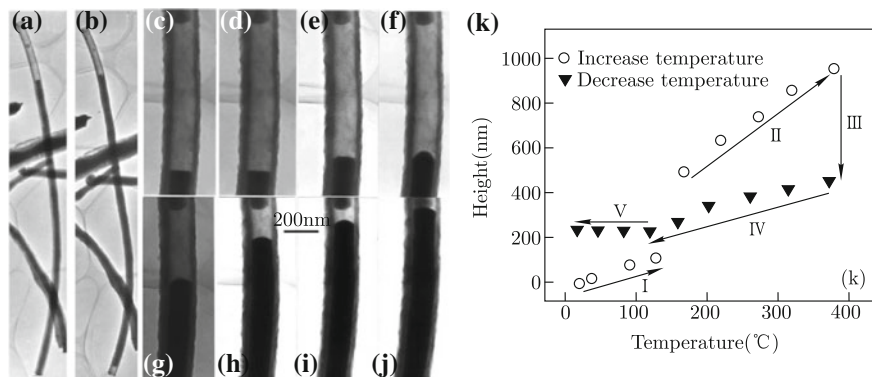 (a) (b) (c) (d) (e) (f)
200nm
(g) (h) (i) (j)
(k)
○ Increase temperature
▼ Decrease temperature
1000
800
600
400
200
0
Height(nm)
I
II
III
IV
V
(k)
0 100 200 300 400
Temperature(℃)